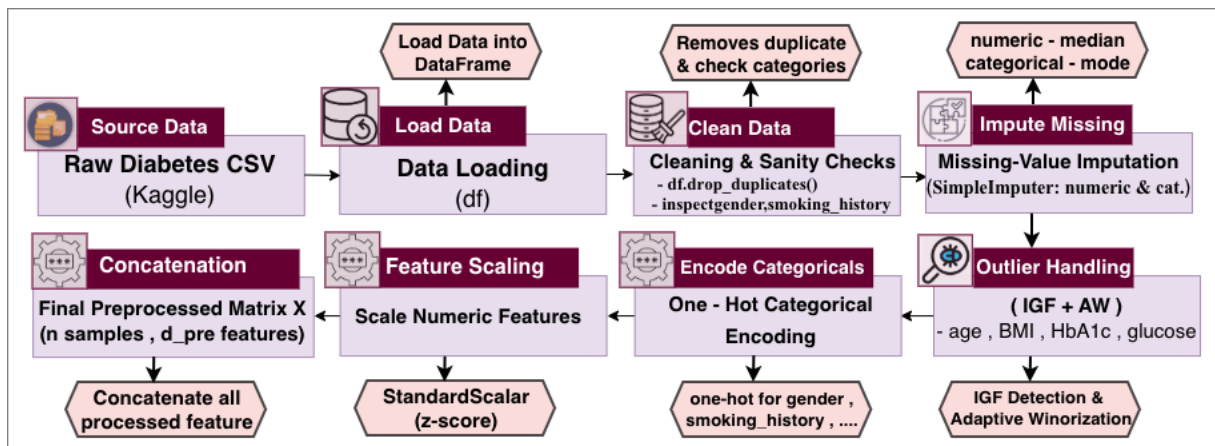 Load Data into
DataFrame
Removes duplicate
& check categories
numeric - median
categorical - mode
Source Data
Raw Diabetes CSV
(Kaggle)
Load Data
Data Loading
(df)
Clean Data
Cleaning & Sanity Checks
- df.drop_duplicates()
- inspectgender,smoking_history
Impute Missing
Missing-Value Imputation
(SimpleImputer: numeric & cat.)
Concatenation
Final Preprocessed Matrix X
(n samples , d_pre features)
Feature Scaling
Scale Numeric Features
Encode Categoricals
One - Hot Categorical
Encoding
Outlier Handling
( IGF + AW )
- age , BMI , HbA1c , glucose
Concatenate all
processed feature
StandardScalar
(z-score)
one-hot for gender ,
smoking_history , ....
IGF Detection &
Adaptive Winorization